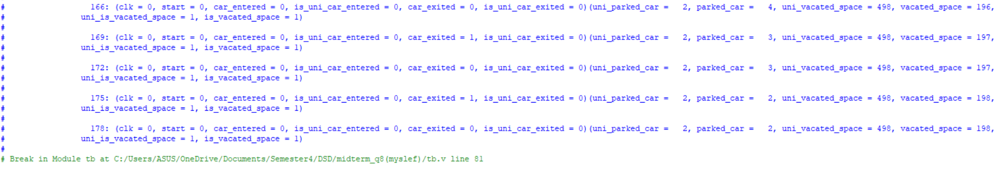 #                    166: (clk = 0, start = 0, car_entered = 0, is_uni_car_entered = 0, car_exited = 0, is_uni_car_exited = 0)(uni_parked_car =   2, parked_car =   4, uni_vacated_space = 498, vacated_space = 196,
#                  uni_is_vacated_space = 1, is_vacated_space = 1)
#
#                    169: (clk = 0, start = 0, car_entered = 0, is_uni_car_entered = 0, car_exited = 1, is_uni_car_exited = 0)(uni_parked_car =   2, parked_car =   3, uni_vacated_space = 498, vacated_space = 197,
#                  uni_is_vacated_space = 1, is_vacated_space = 1)
#
#                    172: (clk = 0, start = 0, car_entered = 0, is_uni_car_entered = 0, car_exited = 0, is_uni_car_exited = 0)(uni_parked_car =   2, parked_car =   3, uni_vacated_space = 498, vacated_space = 197,
#                  uni_is_vacated_space = 1, is_vacated_space = 1)
#
#                    175: (clk = 0, start = 0, car_entered = 0, is_uni_car_entered = 0, car_exited = 1, is_uni_car_exited = 0)(uni_parked_car =   2, parked_car =   2, uni_vacated_space = 498, vacated_space = 198,
#                  uni_is_vacated_space = 1, is_vacated_space = 1)
#
#                    178: (clk = 0, start = 0, car_entered = 0, is_uni_car_entered = 0, car_exited = 0, is_uni_car_exited = 0)(uni_parked_car =   2, parked_car =   2, uni_vacated_space = 498, vacated_space = 198,
#                  uni_is_vacated_space = 1, is_vacated_space = 1)
#
# Break in Module tb at C:/Users/ASUS/OneDrive/Documents/Semester4/DSD/midterm_q8(myslef)/tb.v line 81